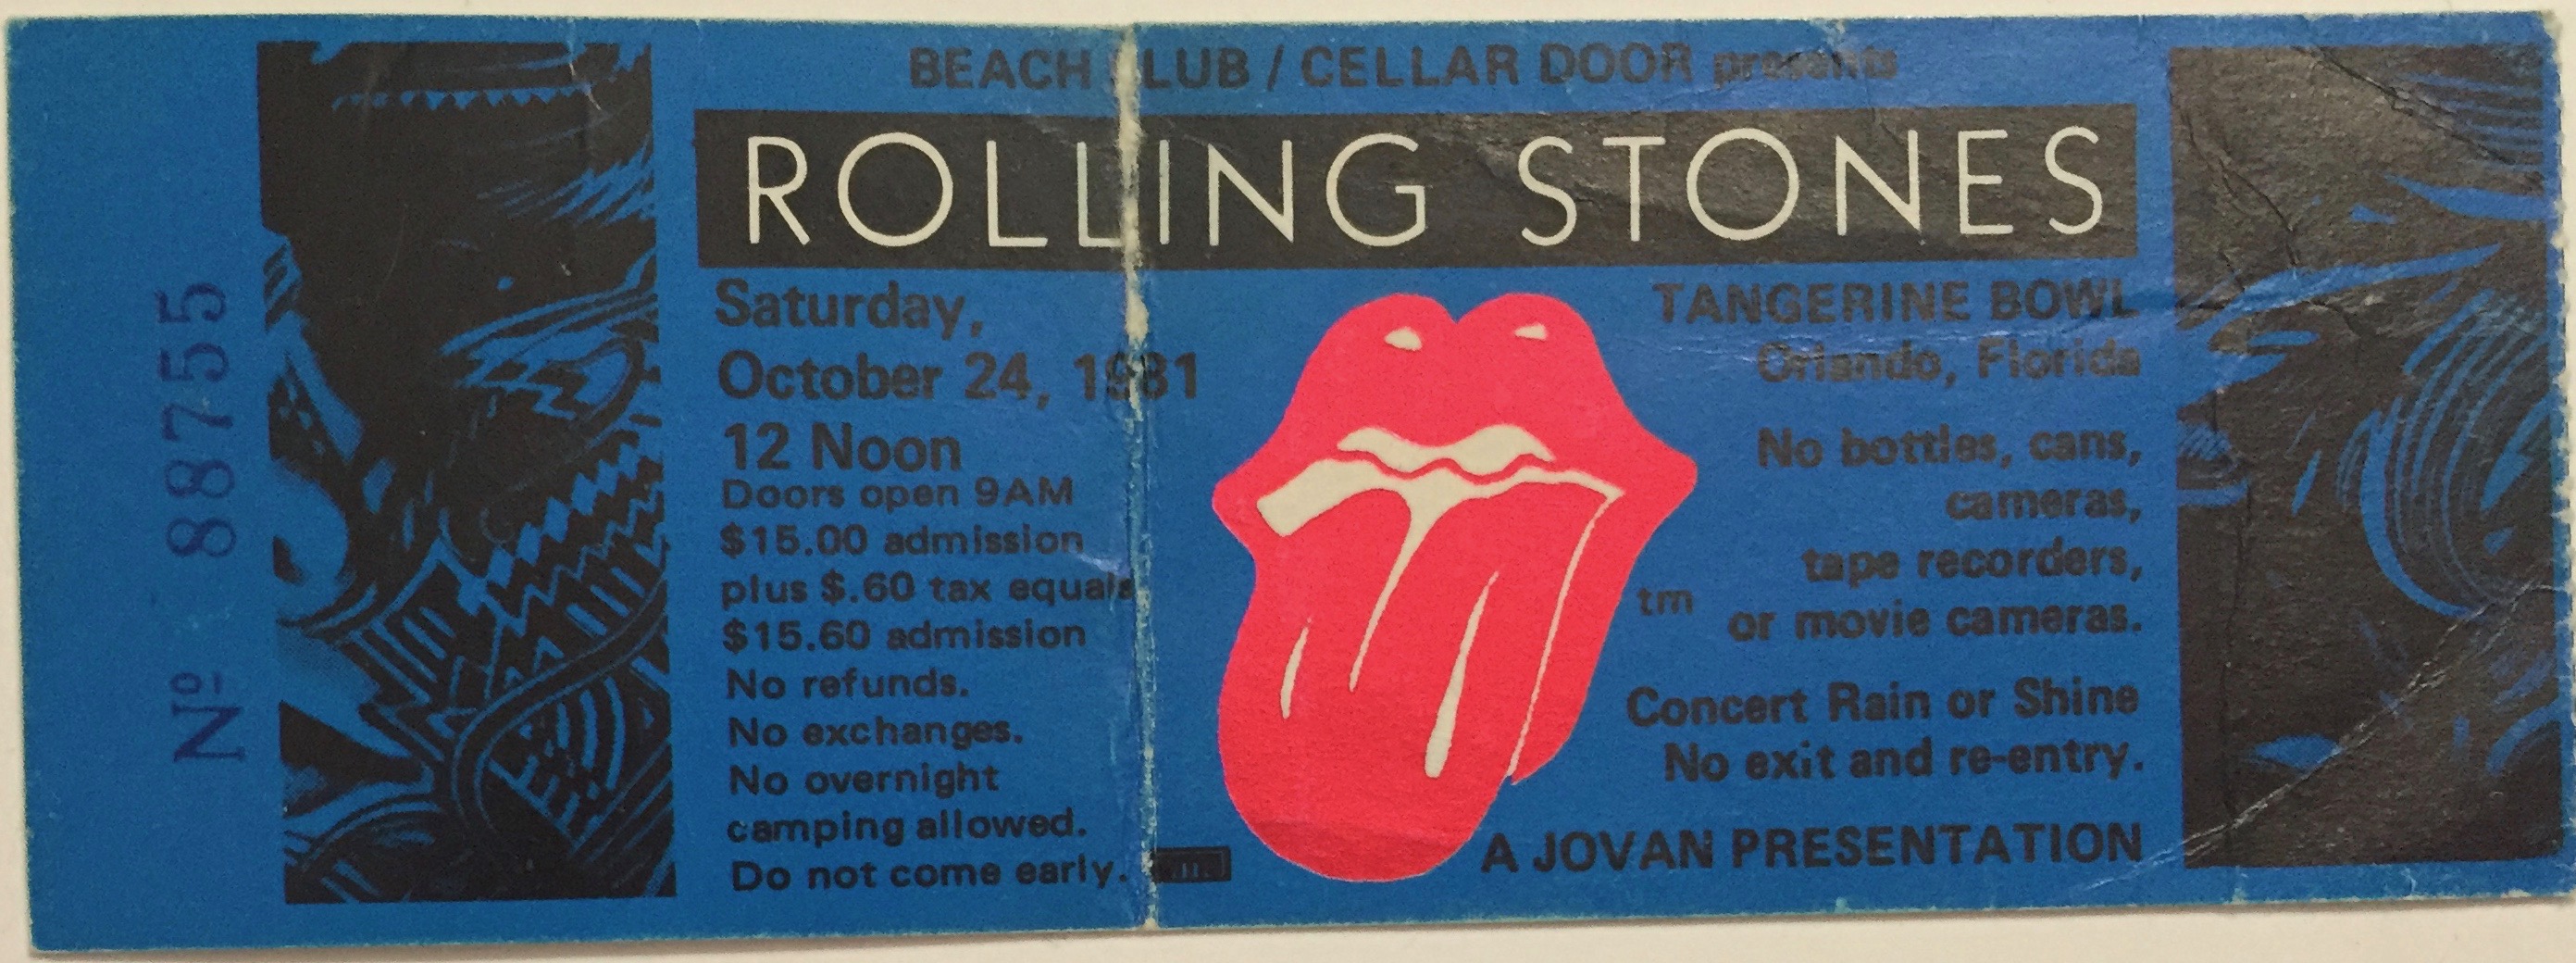 BEACH CLUB / CELLAR DOOR presents
ROLLING STONES
Saturday,
October 24, 1981
12 Noon
Doors open 9AM
$15.00 admission
plus $.60 tax equals
$15.60 admission
No refunds.
No exchanges.
No overnight
camping allowed.
Do not come early.
TANGERINE BOWL
Orlando, Florida
No bottles, cans,
cameras,
tape recorders,
or movie cameras.
tm
Concert Rain or Shine
No exit and re-entry.
A JOVAN PRESENTATION
Nº 88755